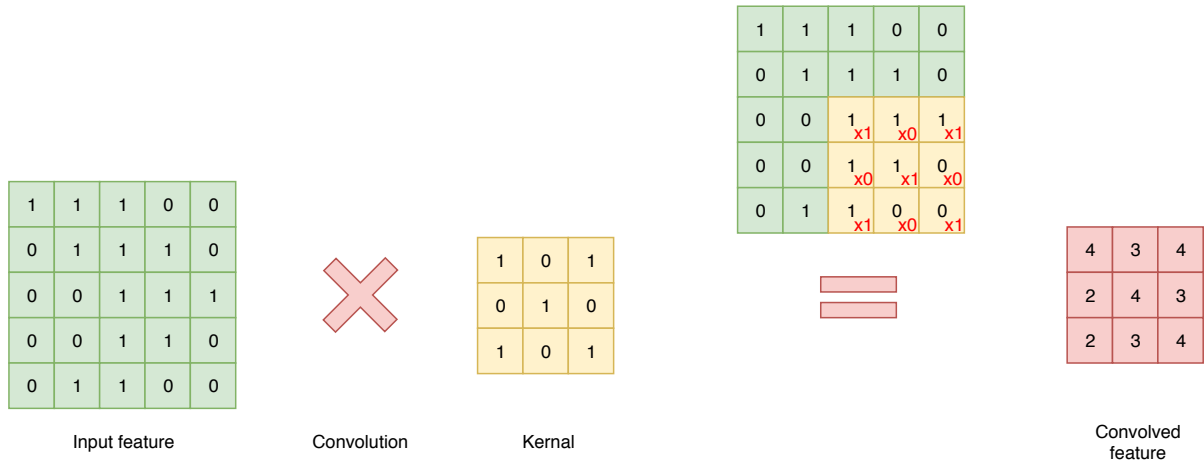 1 1 1 0 0
0 1 1 1 0
0 0 1 1 1
0 0 1 1 0
0 1 1 0 0
Input feature
Convolution
1 0 1
0 1 0
1 0 1
Kernal
1 1 1 0 0
0 1 1 1 0
0 0 1 1 1
x1 x0 x1
0 0 1 1 0
x0 x1 x0
0 1 1 0 0
x1 x0 x1
4 3 4
2 4 3
2 3 4
Convolved
feature